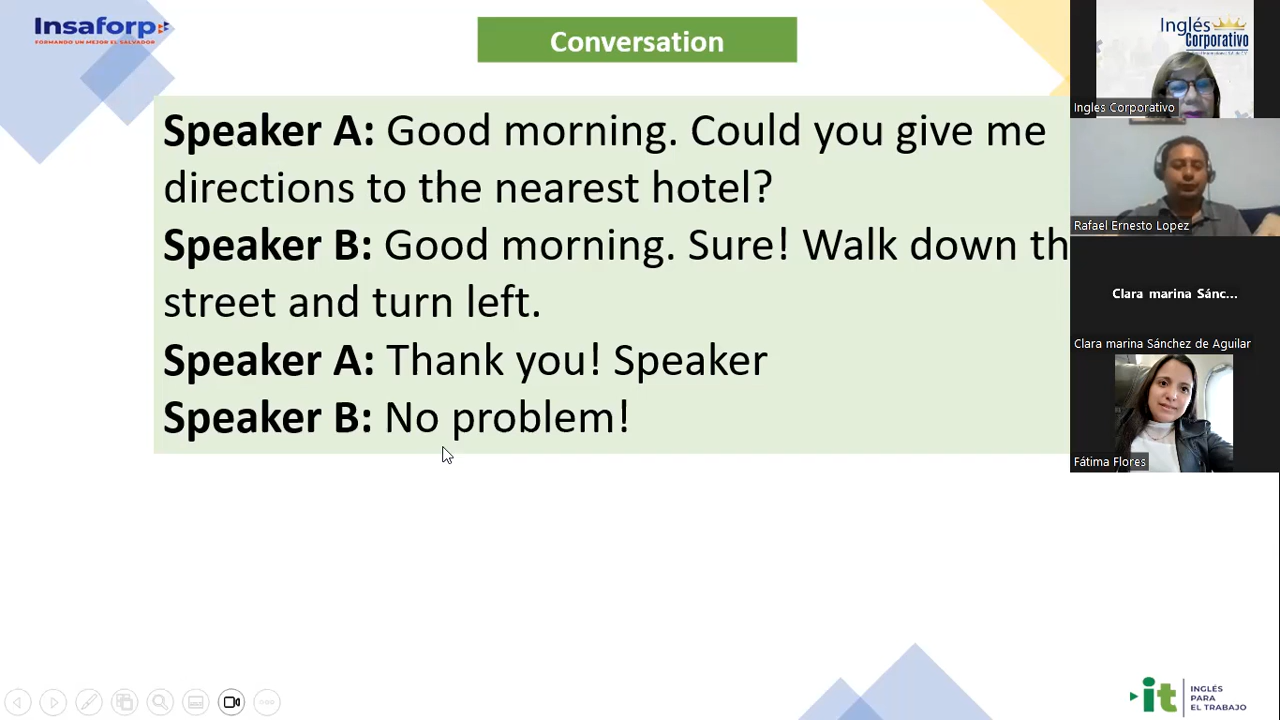 Insaforp
FORMANDO UN MEJOR EL SALVADOR
Conversation
Speaker A: Good morning. Could you give me
directions to the nearest hotel?
Speaker B: Good morning. Sure! Walk down th
street and turn left.
Speaker A: Thank you! Speaker
Speaker B: No problem!
Inglés
Corporativo
Ingles Corporativo
Rafael Ernesto Lopez
Clara marina Sánc...
Clara marina Sánchez de Aguilar
Fátima Flores
it
INGLÉS
PARA
EL TRABAJO